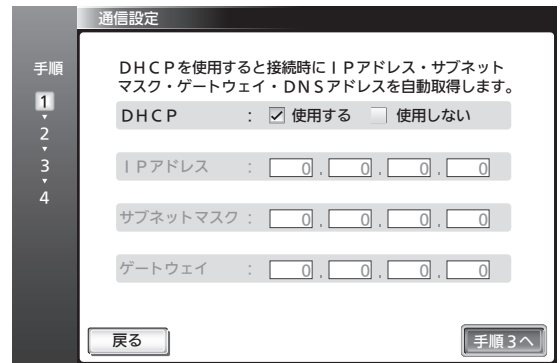 通信設定
手順
1
2
3
4
DHCPを使用すると接続時にIPアドレス・サブネット
マスク・ゲートウェイ・DNSアドレスを自動取得します。
DHCP : 使用する 使用しない
IPアドレス : 0 . 0 . 0 . 0
サブネットマスク : 0 . 0 . 0 . 0
ゲートウェイ : 0 . 0 . 0 . 0
戻る
手順3へ